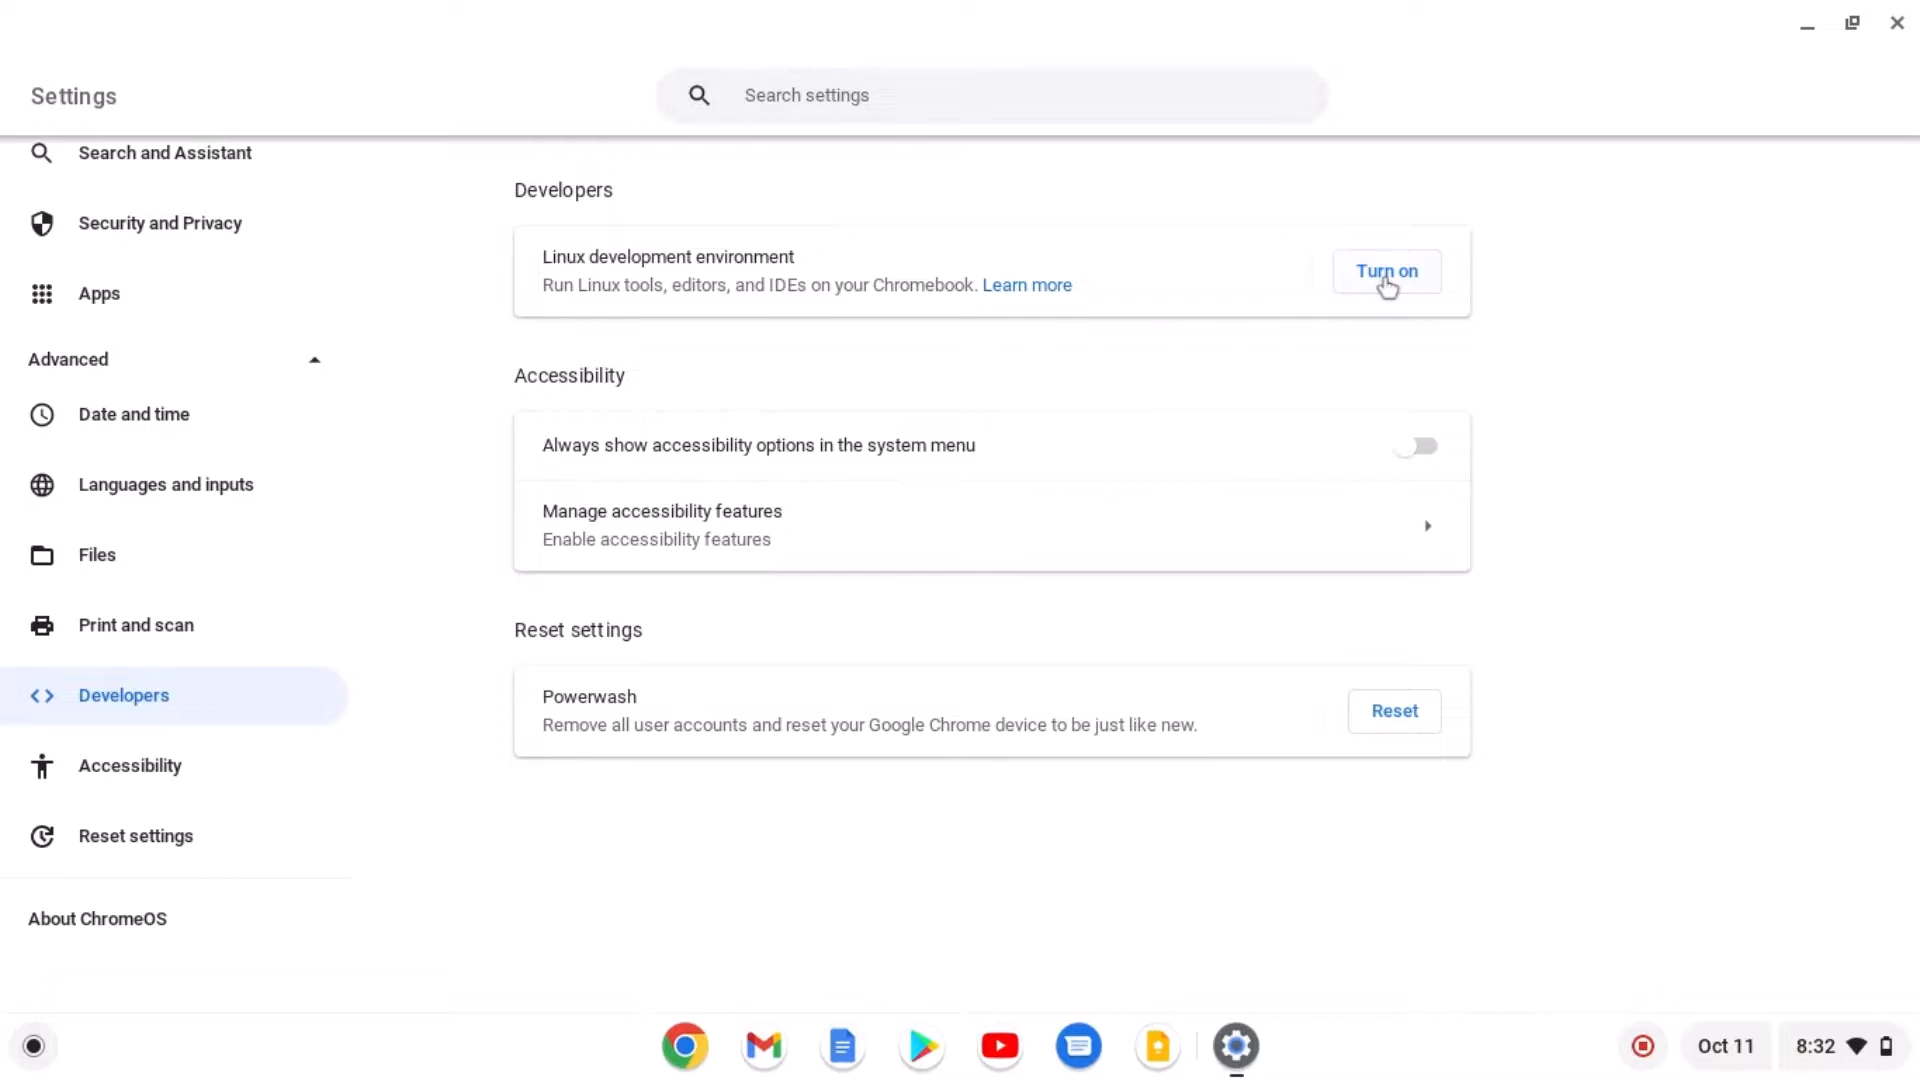 Settings
Search settings
Search and Assistant
Security and Privacy
Apps
Advanced
Date and time
Languages and inputs
Files
Print and scan
Developers
Accessibility
Reset settings
About ChromeOS
Developers
Linux development environment
Run Linux tools, editors, and IDEs on your Chromebook. Learn more
Turn on
Accessibility
Always show accessibility options in the system menu
Manage accessibility features
Enable accessibility features
Reset settings
Powerwash
Remove all user accounts and reset your Google Chrome device to be just like new.
Reset
Oct 11
8:32